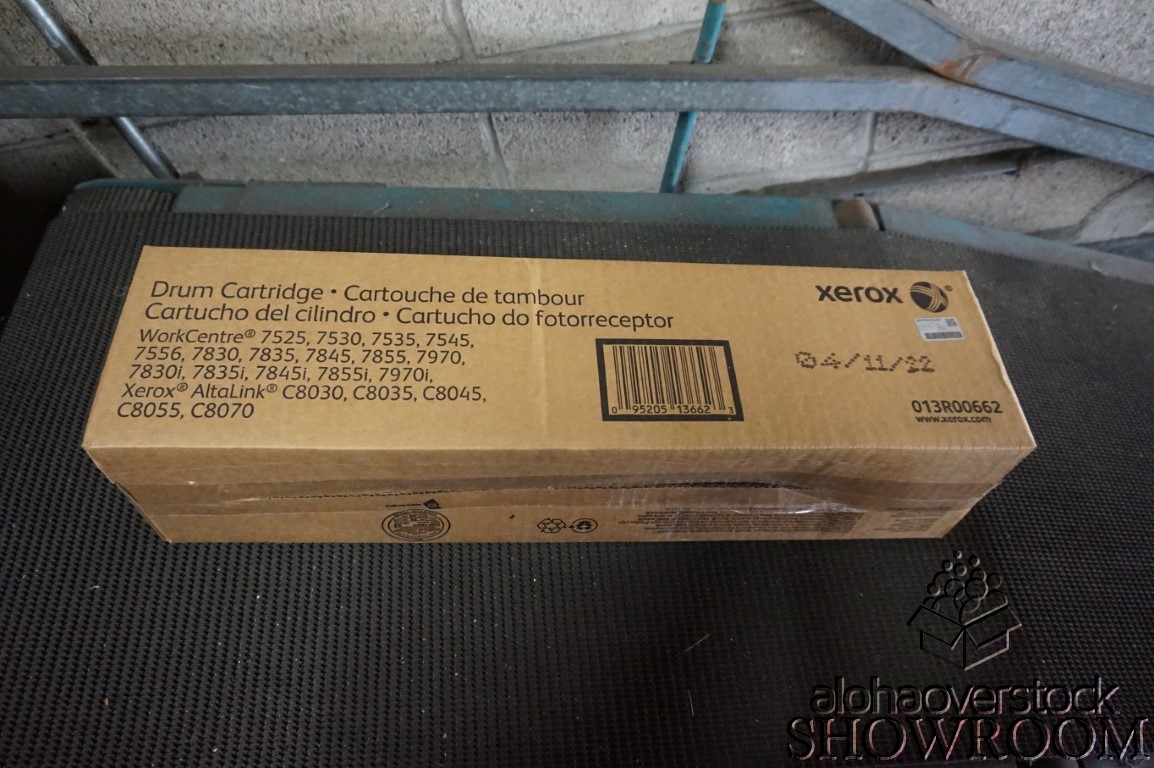 Drum Cartridge • Cartouche de tambour
Cartucho del cilindro • Cartucho do fotorreceptor
WorkCentre® 7525, 7530, 7535, 7545,
7556, 7830, 7835, 7845, 7855, 7970,
7830i, 7835i, 7845i, 7855i, 7970i,
Xerox® AltaLink® C8030, C8035, C8045,
C8055, C8070
xerox ®
04/11/22
0 95205 13662 3
013R00662
www.xerox.com
alohaoverstock
SHOWROOM